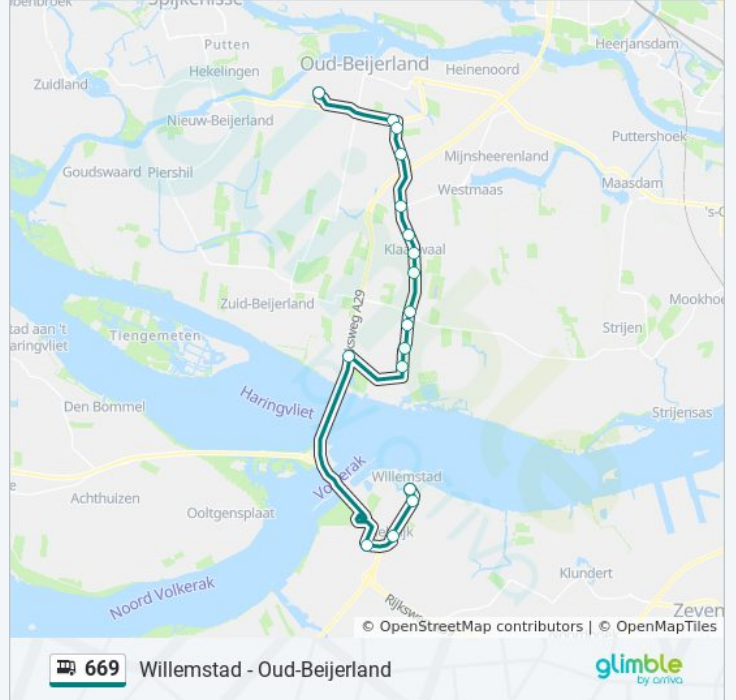 Spijkenisse
Putten
Heerjansdam
Oud-Beijerland
Heinenoord
Hekelingen
Zuidland
Nieuw-Beijerland
Puttershoek
Mijnsheerenland
Goudswaard Piershil
Maasdam
Westmaas
Zuid-Beijerland
A29
Strijen
Tiengemeten
Haringvliet
Den Bommel
Strijensas
Volkerak
Willemstad
Achthuizen
Ooltgensplaat
Klundert
Noord Volkerak
© OpenStreetMap contributors | © OpenMapTiles
669 Willemstad - Oud-Beijerland
glimble
by arriva